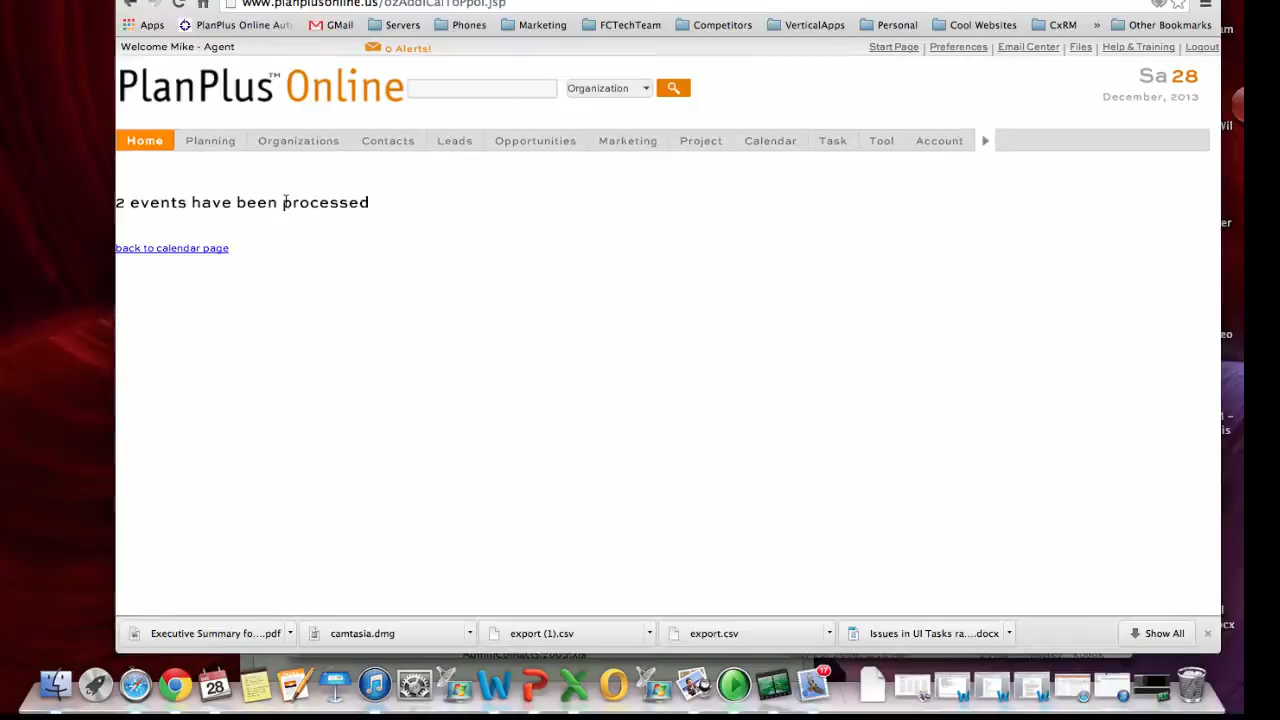 www.planplusonline.us/ozAddICalToPpol.jsp
Apps PlanPlus Online Aut GMail Servers Phones Marketing FCTechTeam Competitors VerticalApps Personal Cool Websites CxRM » Other Bookmarks
Welcome Mike - Agent 0 Alerts! Start Page | Preferences | Email Center | Files | Help & Training | Logout
PlanPlus™ Online Organization Sa 28
December, 2013
Home Planning Organizations Contacts Leads Opportunities Marketing Project Calendar Task Tool Account
2 events have been processed
back to calendar page
Executive Summary fo....pdf camtasia.dmg export (1).csv export.csv Issues in UI Tasks ra....docx Show All
28 17